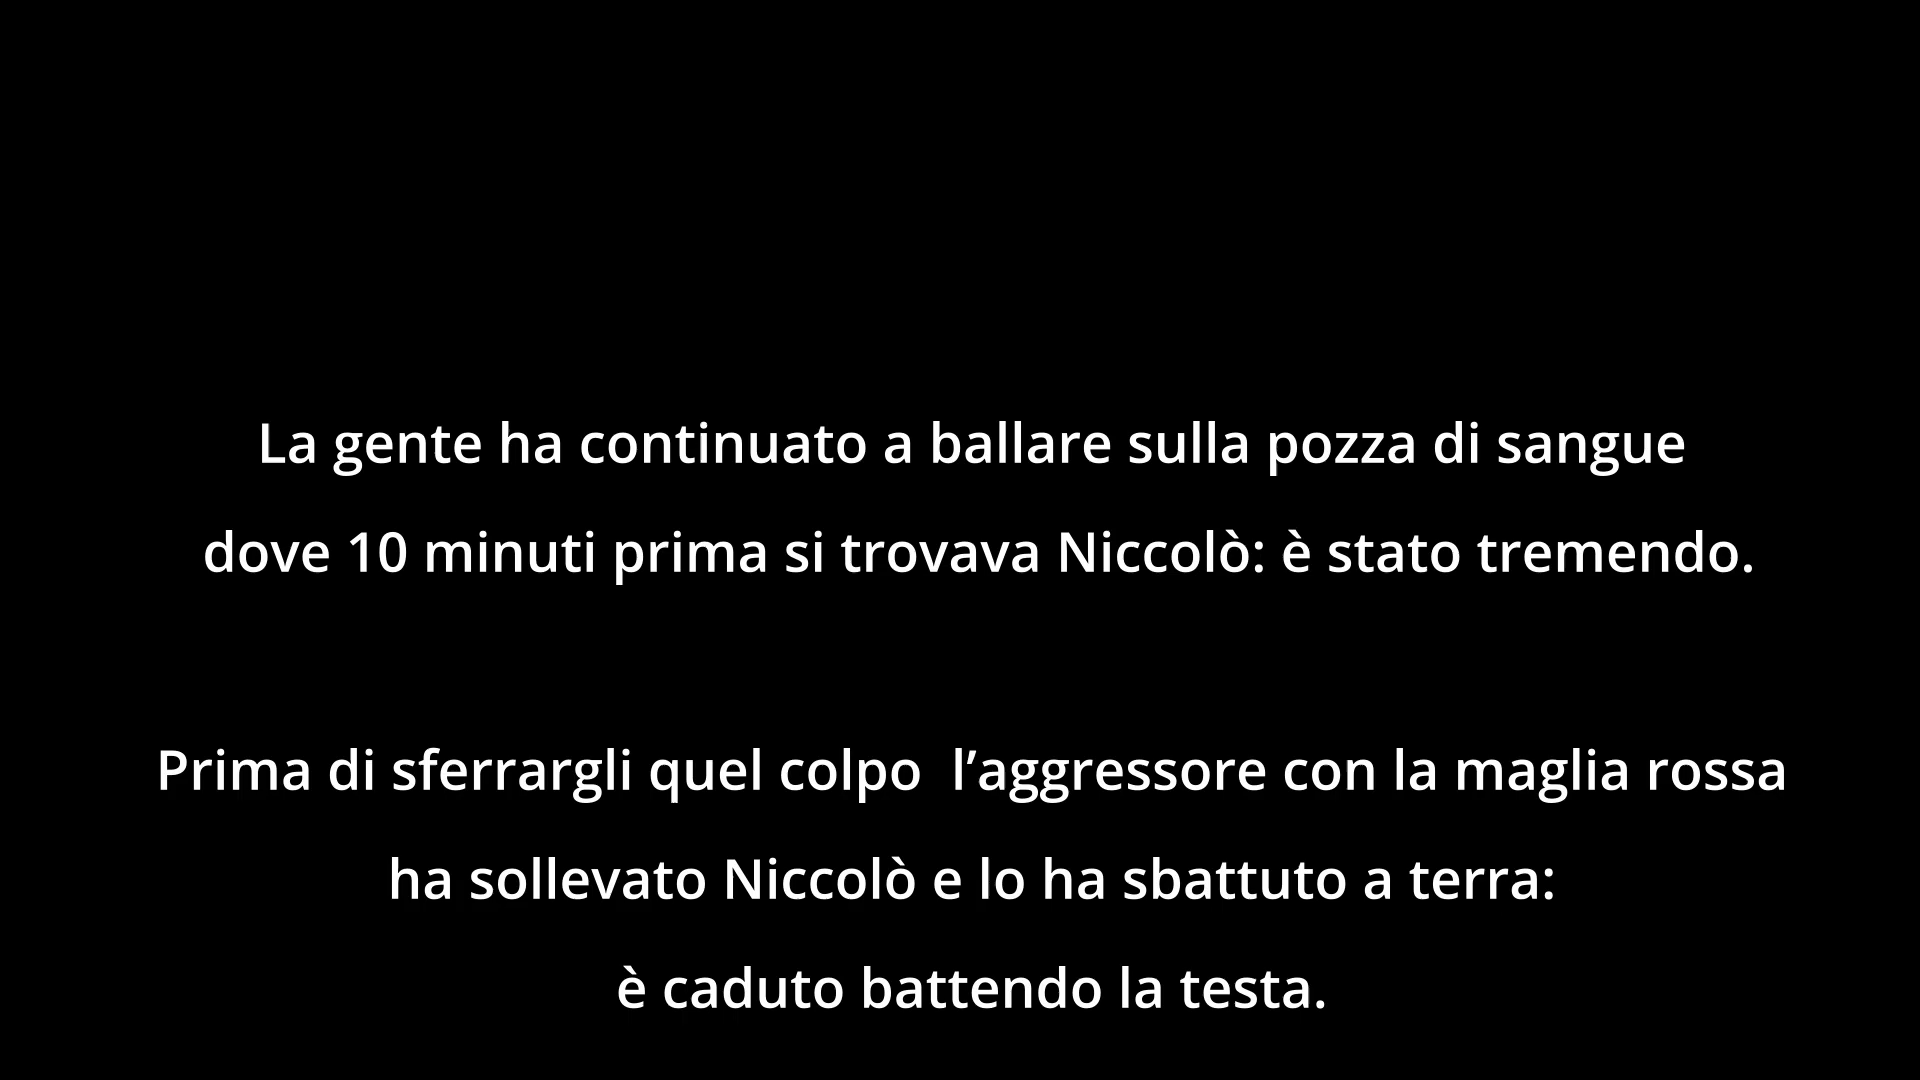 La gente ha continuato a ballare sulla pozza di sangue
dove 10 minuti prima si trovava Niccolò: è stato tremendo.
Prima di sferrargli quel colpo  l’aggressore con la maglia rossa
ha sollevato Niccolò e lo ha sbattuto a terra:
è caduto battendo la testa.